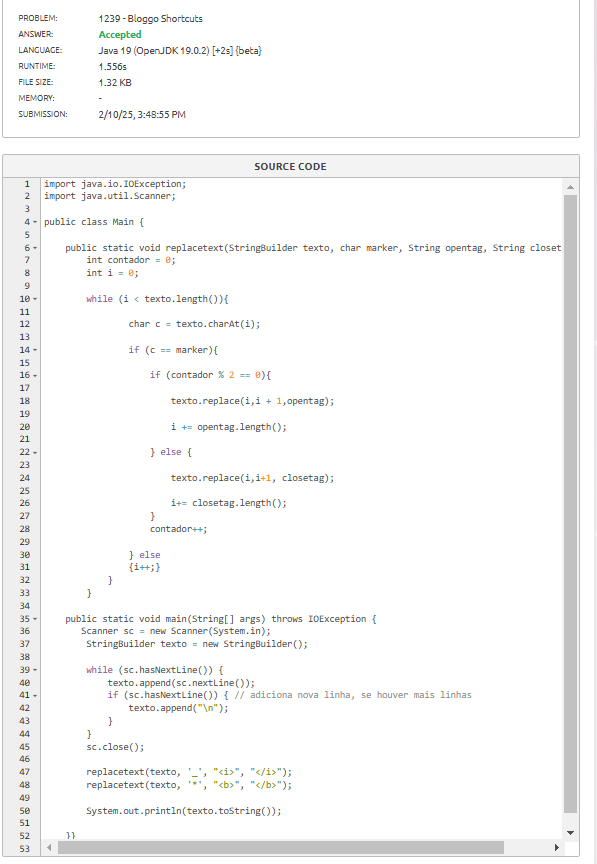 PROBLEM: 1239 - Bloggo Shortcuts
ANSWER: Accepted
LANGUAGE: Java 19 (OpenJDK 19.0.2) [+2s] {beta}
RUNTIME: 1.556s
FILE SIZE: 1.32 KB
MEMORY: -
SUBMISSION: 2/10/25, 3:48:55 PM
SOURCE CODE
1 import java.io.IOException;
2 import java.util.Scanner;
3
4 public class Main {
5
6 public static void replacetext(StringBuilder texto, char marker, String opentag, String closet
7 int contador = 0;
8 int i = 0;
9
10 while (i < texto.length()){
11
12 char c = texto.charAt(i);
13
14 if (c == marker){
15
16 if (contador % 2 == 0){
17
18 texto.replace(i,i + 1,opentag);
19
20 i += opentag.length();
21
22 } else {
23
24 texto.replace(i,i+1, closetag);
25
26 i+= closetag.length();
27 }
28 contador++;
29
30 } else
31 {i++;}
32 }
33 }
34
35 public static void main(String[] args) throws IOException {
36 Scanner sc = new Scanner(System.in);
37 StringBuilder texto = new StringBuilder();
38
39 while (sc.hasNextLine()) {
40 texto.append(sc.nextLine());
41 if (sc.hasNextLine()) { // adiciona nova linha, se houver mais linhas
42 texto.append("\n");
43 }
44 }
45 sc.close();
46
47 replacetext(texto, '_', "<i>", "</i>");
48 replacetext(texto, '*', "<b>", "</b>");
49
50 System.out.println(texto.toString());
51
52 }}
53